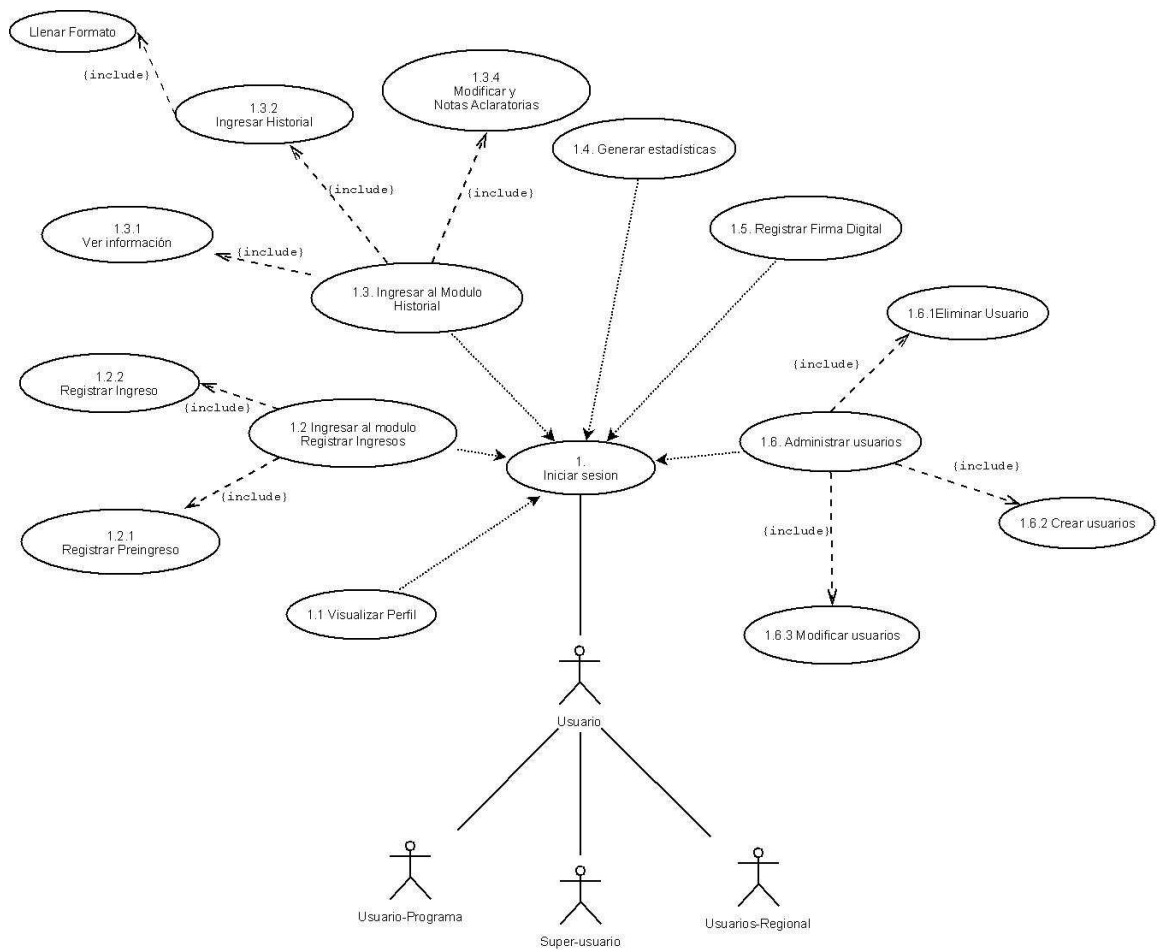 Llenar Formato
{include}
1.3.2
Ingresar Historial
1.3.4
Modificar y
Notas Aclaratorias
1.4. Generar estadísticas
{include}
{include}
1.3.1
Ver información
{include}
1.5. Registrar Firma Digital
1.3. Ingresar al Modulo
Historial
1.6.1Eliminar Usuario
{include}
1.2.2
Registrar Ingreso
{include}
1.2 Ingresar al modulo
Registrar Ingresos
1.6. Administrar usuarios
1.
Iniciar sesion
{include}
{include}
1.6.2 Crear usuarios
{include}
1.2.1
Registrar Preingreso
1.1 Visualizar Perfil
1.6.3 Modificar usuarios
Usuario
Usuario-Programa
Super-usuario
Usuarios-Regional